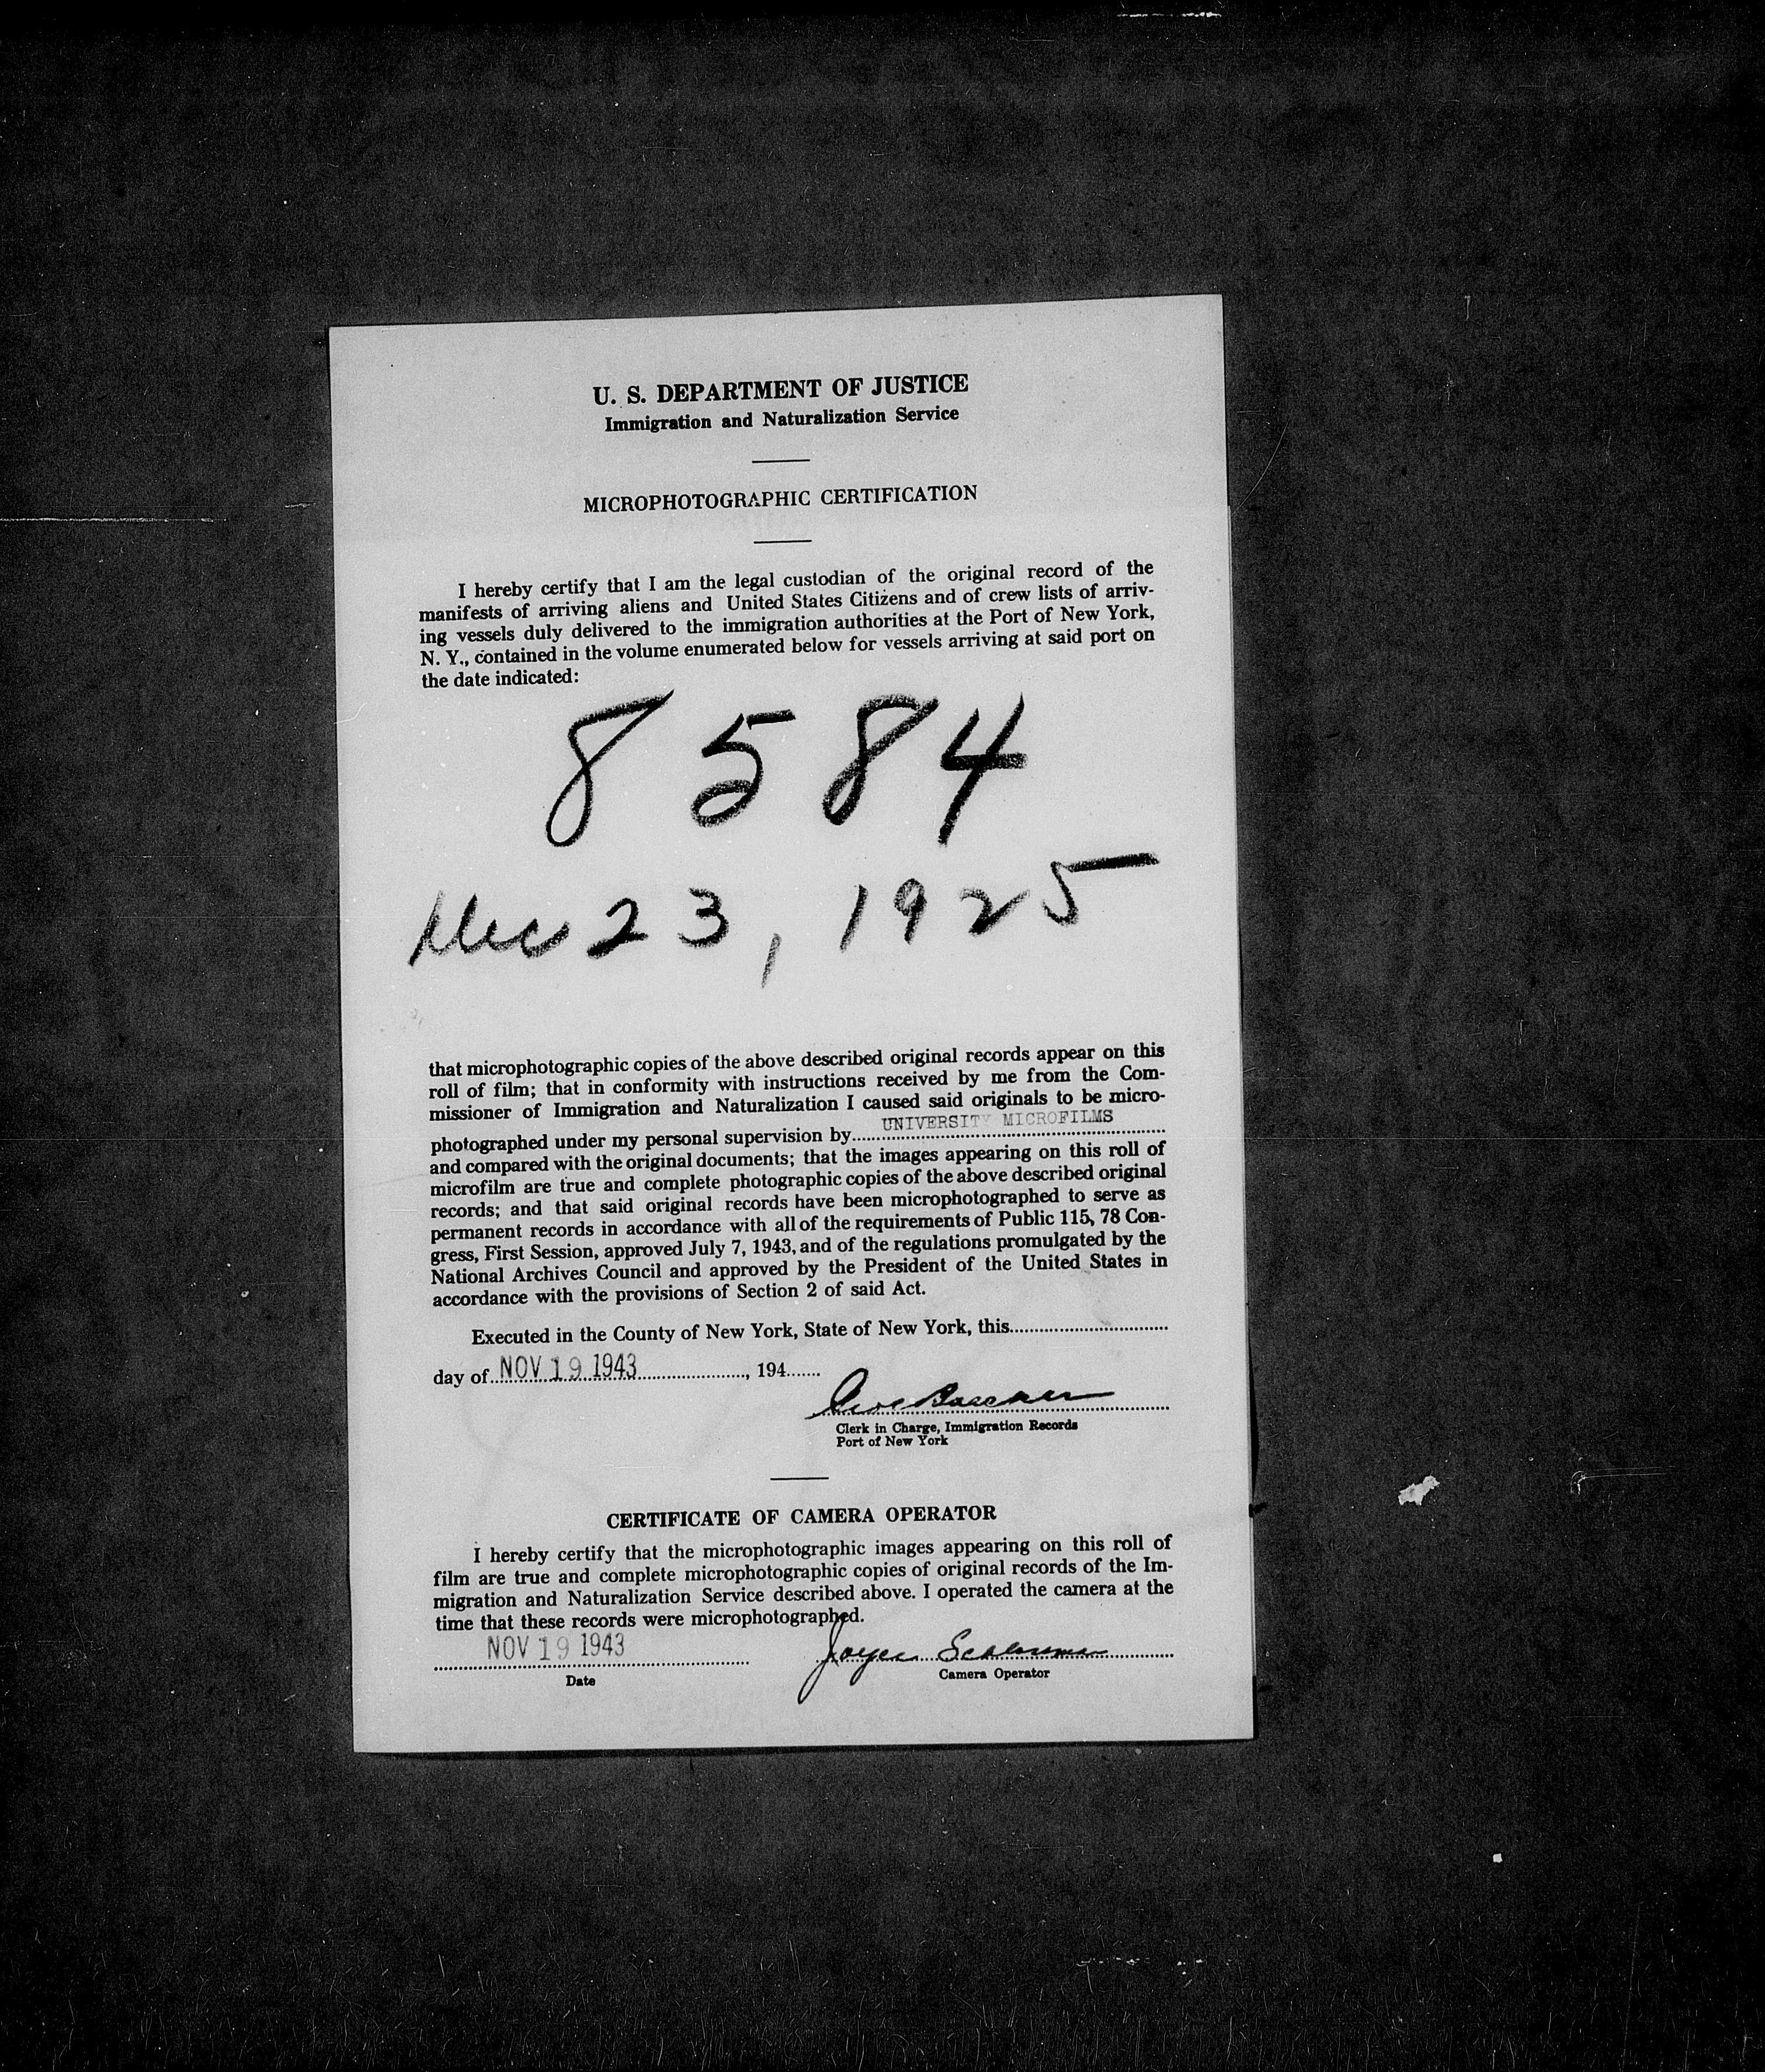 U. S. DEPARTMENT OF JUSTICE
Immigration and Naturalization Service
MICROPHOTOGRAPHIC CERTIFICATION
I hereby certify that I am the legal custodian of the original record of the
manifests of arriving aliens and United States Citizens and of crew lists of arriv-
ing vessels duly delivered to the immigration authorities at the Port of New York,
N. Y., contained in the volume enumerated below for vessels arriving at said port on
the date indicated:
8584
Dec 23, 1925
that microphotographic copies of the above described original records appear on this
roll of film; that in conformity with instructions received by me from the Com-
missioner of Immigration and Naturalization I caused said originals to be micro-
photographed under my personal supervision by UNIVERSITY MICROFILMS
and compared with the original documents; that the images appearing on this roll of
microfilm are true and complete photographic copies of the above described original
records; and that said original records have been microphotographed to serve as
permanent records in accordance with all of the requirements of Public 115, 78 Con-
gress, First Session, approved July 7, 1943, and of the regulations promulgated by the
National Archives Council and approved by the President of the United States in
accordance with the provisions of Section 2 of said Act.
Executed in the County of New York, State of New York, this
day of NOV 19 1943, 194
Clerk in Charge, Immigration Records
Port of New York
CERTIFICATE OF CAMERA OPERATOR
I hereby certify that the microphotographic images appearing on this roll of
film are true and complete microphotographic copies of original records of the Im-
migration and Naturalization Service described above. I operated the camera at the
time that these records were microphotographed.
NOV 19 1943 Joyce
Date Camera Operator